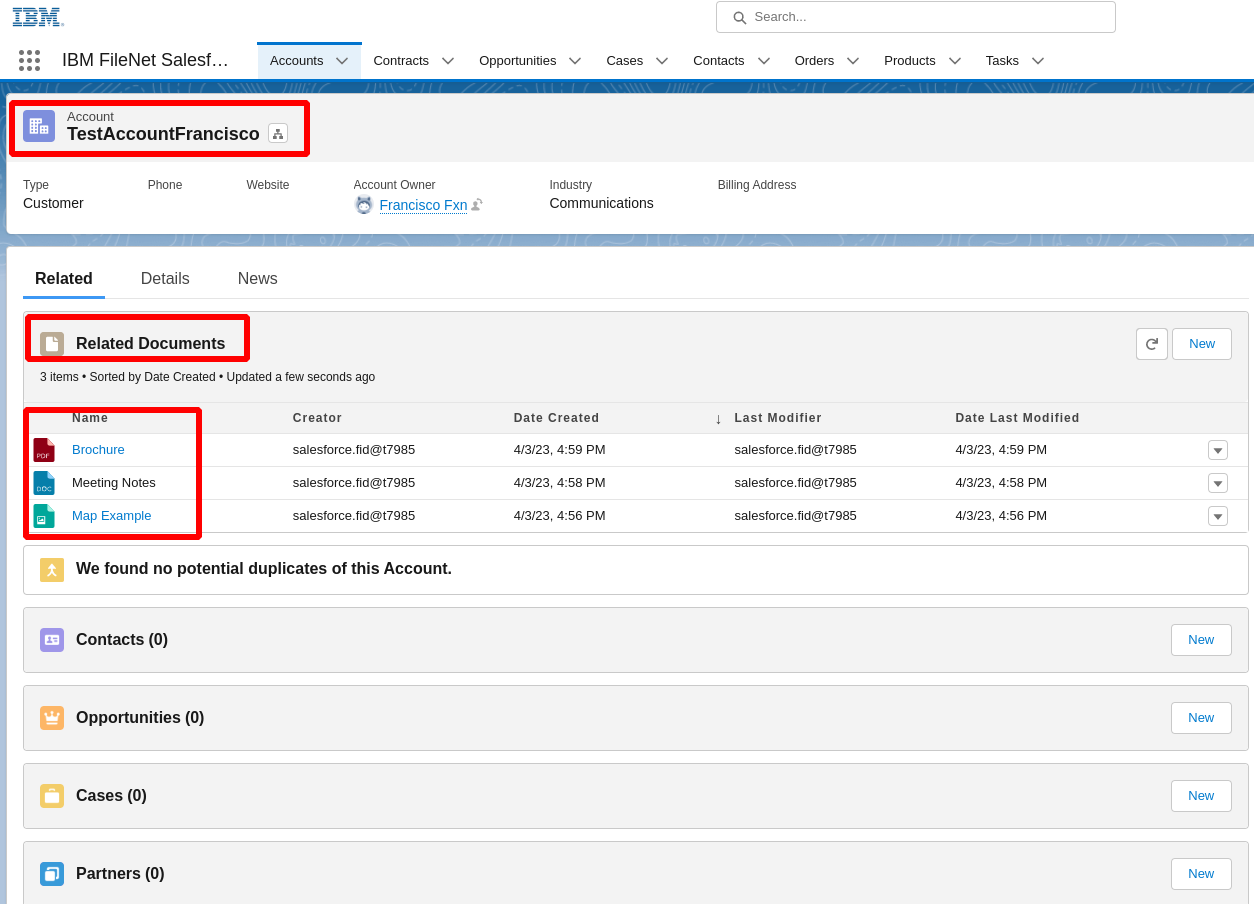 IBM
Search...
IBM FileNet Salesf… Accounts Contracts Opportunities Cases Contacts Orders Products Tasks
Account
TestAccountFrancisco
Type Phone Website Account Owner Industry Billing Address
Customer Francisco Fxn Communications
Related Details News
Related Documents New
3 items • Sorted by Date Created • Updated a few seconds ago
Name Creator Date Created ↓ Last Modifier Date Last Modified
PDF Brochure salesforce.fid@t7985 4/3/23, 4:59 PM salesforce.fid@t7985 4/3/23, 4:59 PM
DOC Meeting Notes salesforce.fid@t7985 4/3/23, 4:58 PM salesforce.fid@t7985 4/3/23, 4:58 PM
Map Example salesforce.fid@t7985 4/3/23, 4:56 PM salesforce.fid@t7985 4/3/23, 4:56 PM
We found no potential duplicates of this Account.
Contacts (0) New
Opportunities (0) New
Cases (0) New
Partners (0) New